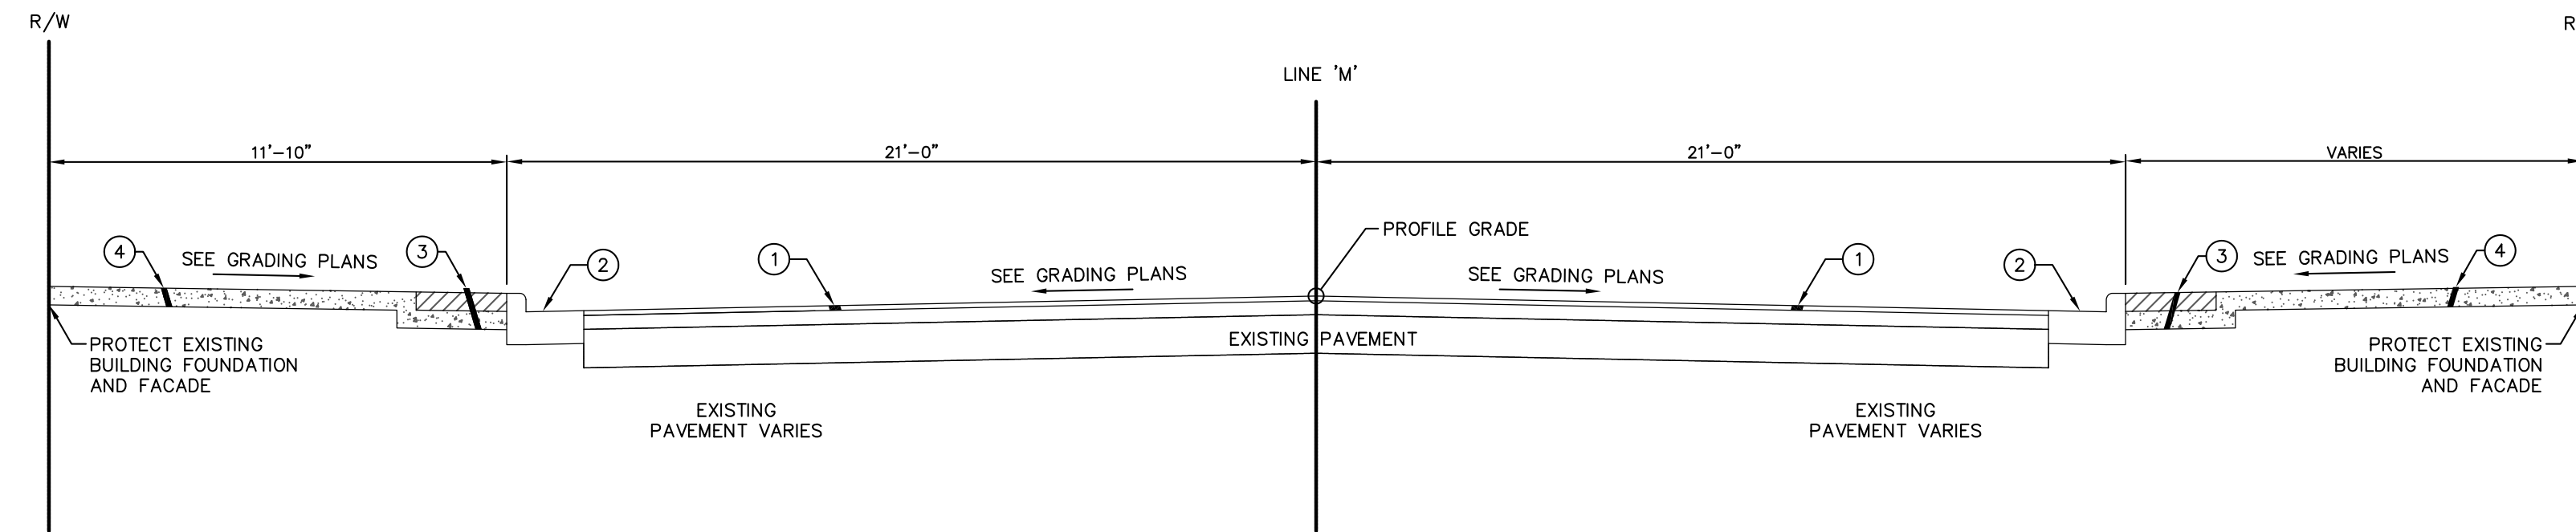 R/W
R
LINE 'M'
11'-10"
21'-0"
21'-0"
VARIES
PROFILE GRADE
4
SEE GRADING PLANS
3
2
1
SEE GRADING PLANS
SEE GRADING PLANS
1
2
3
SEE GRADING PLANS
4
PROTECT EXISTING
BUILDING FOUNDATION
AND FACADE
EXISTING PAVEMENT
PROTECT EXISTING
BUILDING FOUNDATION
AND FACADE
EXISTING
PAVEMENT VARIES
EXISTING
PAVEMENT VARIES